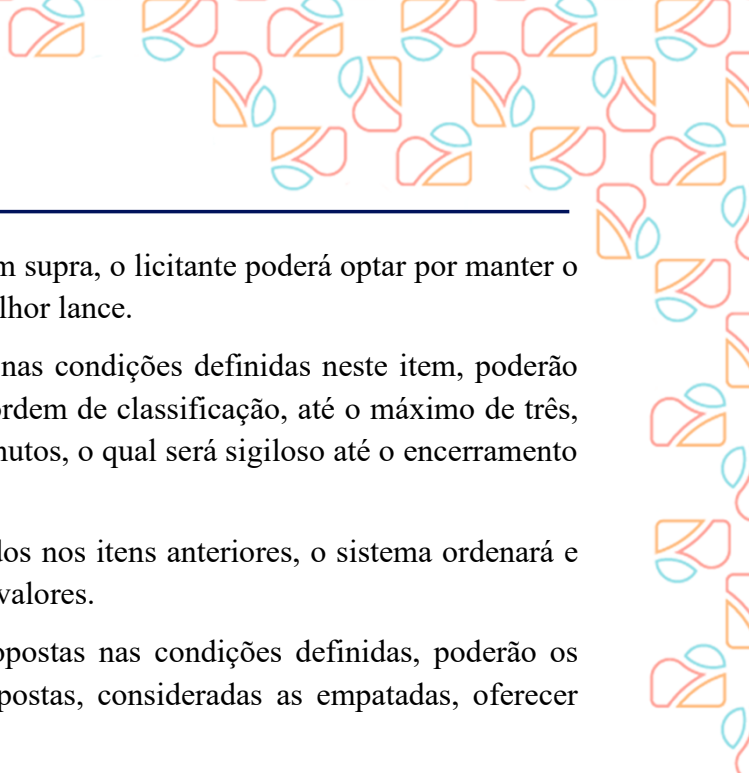 m supra, o licitante poderá optar por manter o
lhor lance.
nas condições definidas neste item, poderão
rdem de classificação, até o máximo de três,
nutos, o qual será sigiloso até o encerramento
los nos itens anteriores, o sistema ordenará e
valores.
opostas nas condições definidas, poderão os
postas, consideradas as empatadas, oferecer